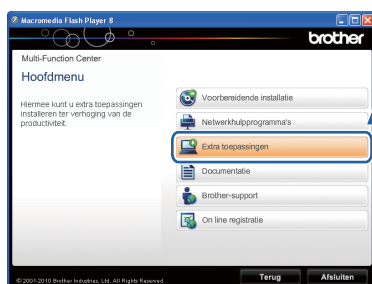 Macromedia Flash Player 8
brother
Multi-Function Center
Hoofdmenu
Hiermee kunt u extra toepassingen
installeren ter verhoging van de
productiviteit.
Voorbereidende installatie
Netwerkhulpprogramma's
Extra toepassingen
Documentatie
Brother-support
On line registratie
© 2001-2010 Brother Industries, Ltd. All Rights Reserved.
Terug
Afsluiten